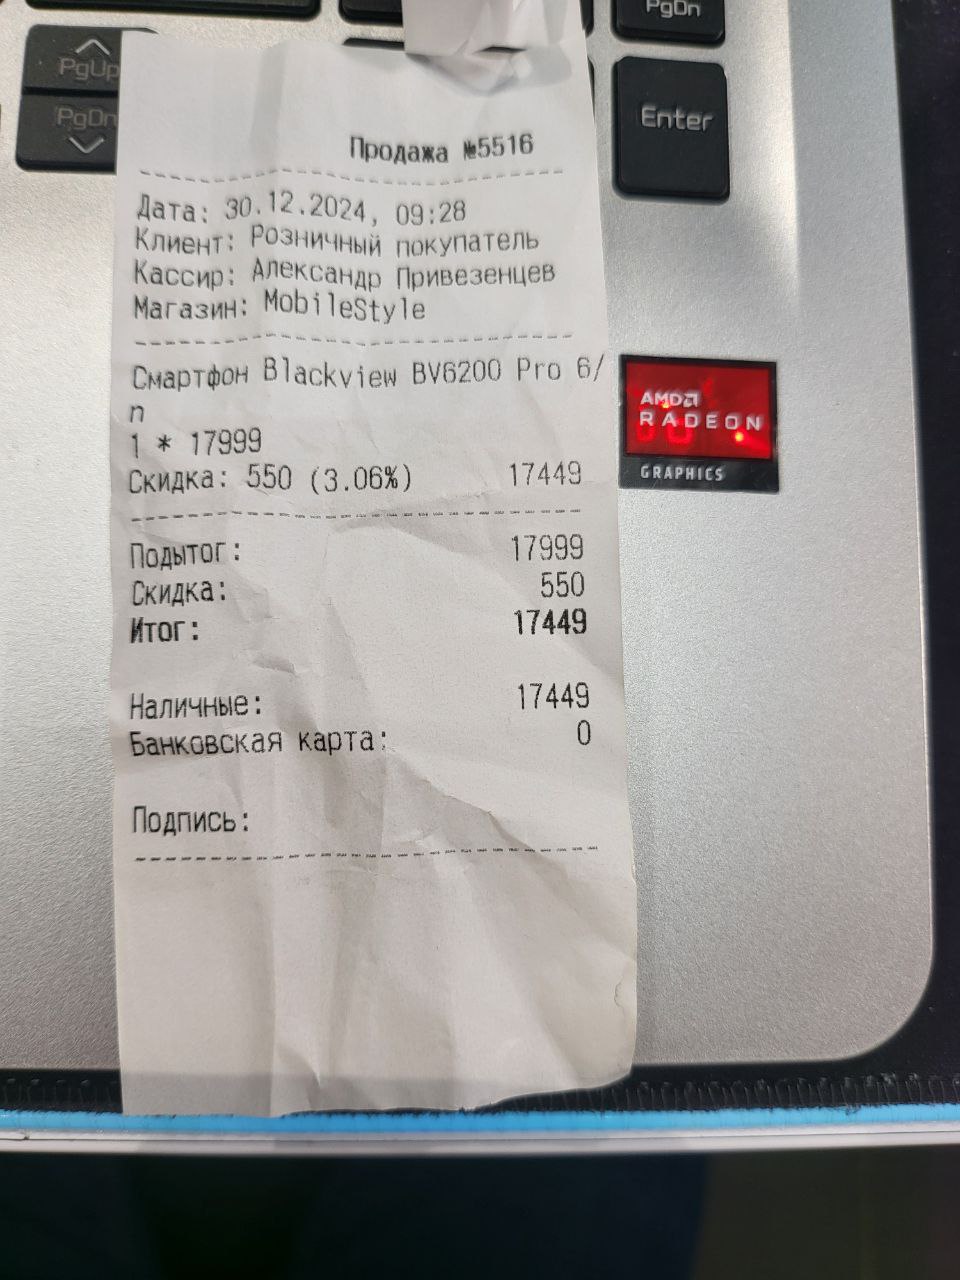 PgUp
PgDn
PgDn
Enter
Продажа №5516
Дата: 30.12.2024, 09:28
Клиент: Розничный покупатель
Кассир: Александр Привезенцев
Магазин: MobileStyle
Смартфон Blackview BV6200 Pro 6/
n
1 * 17999
Скидка: 550 (3.06%) 17449
Подытог: 17999
Скидка: 550
Итог: 17449
Наличные: 17449
Банковская карта: 0
Подпись:
AMD
RADEON
GRAPHICS